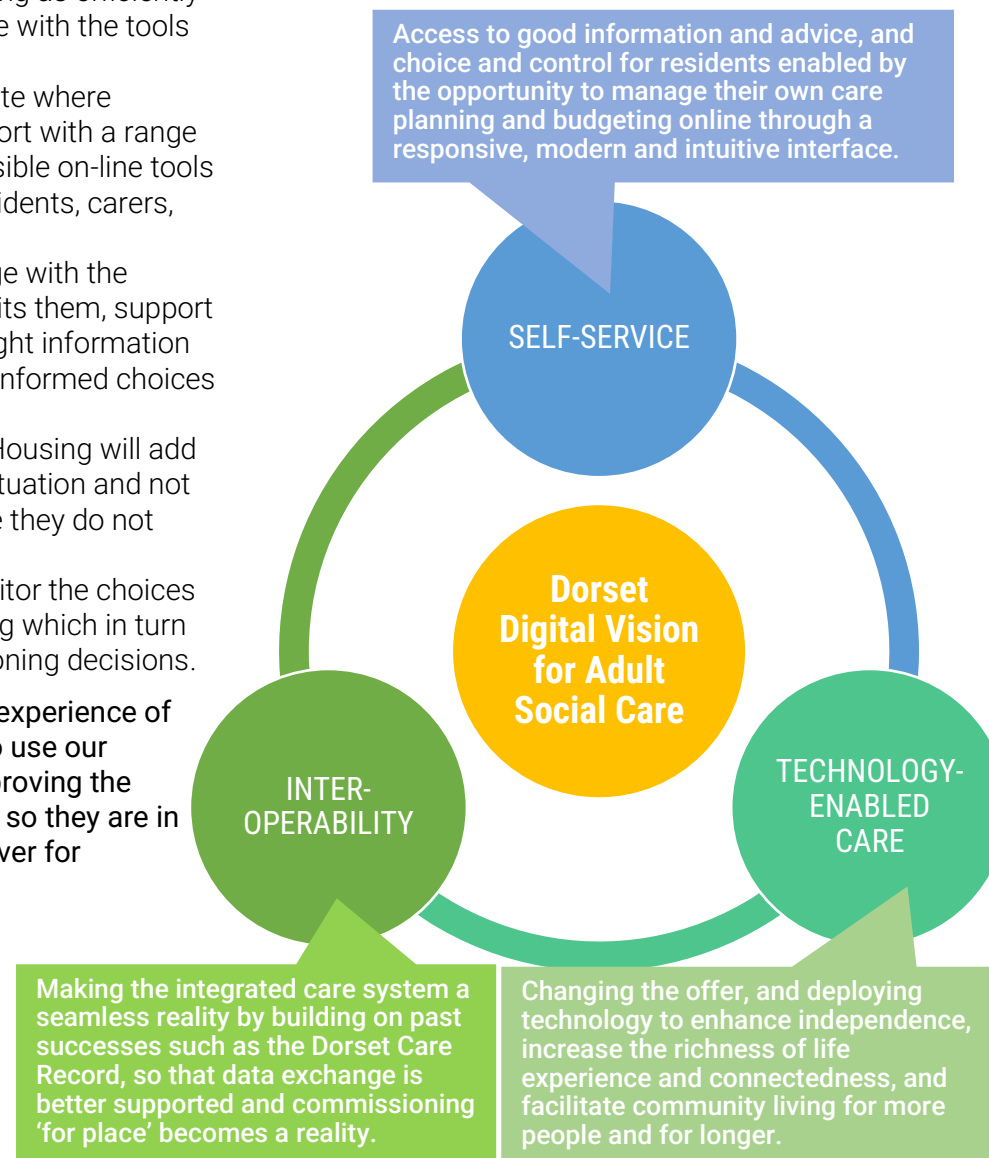 e with the tools
te where
ort with a range
sible on-line tools
idents, carers,
ge with the
its them, support
ght information
nformed choices
Housing will add
tuation and not
e they do not
itor the choices
g which in turn
oning decisions.
experience of
o use our
proving the
so they are in
ver for
Access to good information and advice, and
choice and control for residents enabled by
the opportunity to manage their own care
planning and budgeting online through a
responsive, modern and intuitive interface.
SELF-SERVICE
Dorset
Digital Vision
for Adult
Social Care
INTER-
OPERABILITY
TECHNOLOGY-
ENABLED
CARE
Making the integrated care system a
seamless reality by building on past
successes such as the Dorset Care
Record, so that data exchange is
better supported and commissioning
‘for place’ becomes a reality.
Changing the offer, and deploying
technology to enhance independence,
increase the richness of life
experience and connectedness, and
facilitate community living for more
people and for longer.